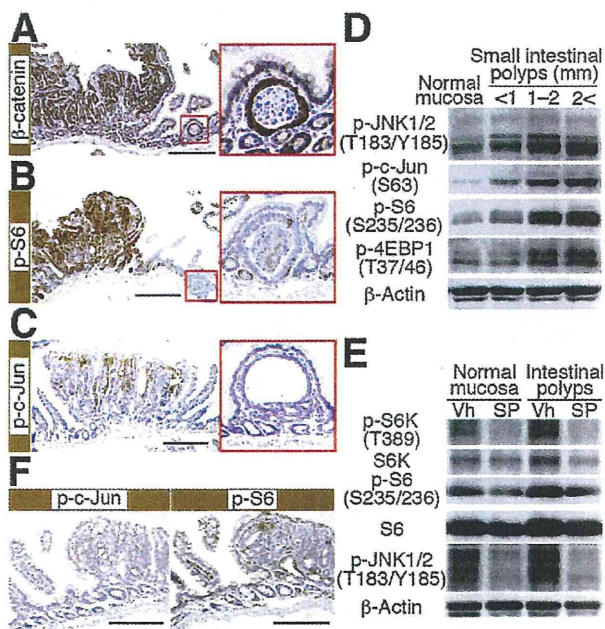 A
β-catenin
B
p-S6
C
p-c-Jun
F
p-c-Jun
p-S6
D
Small intestinal
polyps (mm)
Normal
mucosa
<1 1–2 2<
p-JNK1/2
(T183/Y185)
p-c-Jun
(S63)
p-S6
(S235/236)
p-4EBP1
(T37/46)
β-Actin
E
Normal
mucosa
Intestinal
polyps
Vh SP Vh SP
p-S6K
(T389)
S6K
p-S6
(S235/236)
S6
p-JNK1/2
(T183/Y185)
β-Actin